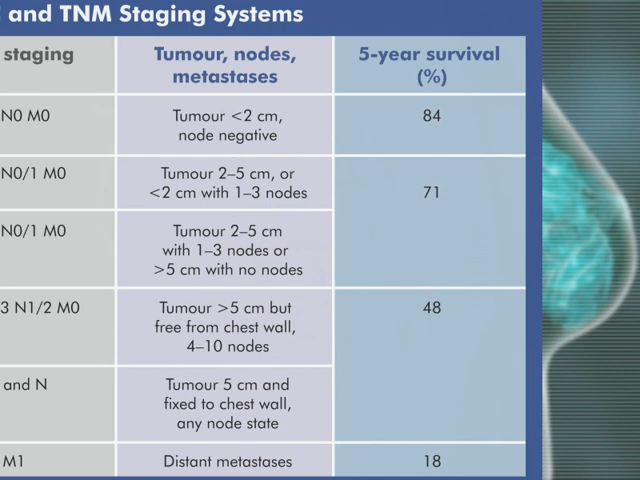 and TNM Staging Systems
staging
Tumour, nodes,
metastases
5-year survival
(%)
N0 M0
Tumour <2 cm,
node negative
84
N0/1 M0
Tumour 2–5 cm, or
<2 cm with 1–3 nodes
71
N0/1 M0
Tumour 2–5 cm
with 1–3 nodes or
>5 cm with no nodes
3 N1/2 M0
Tumour >5 cm but
free from chest wall,
4–10 nodes
48
and N
Tumour 5 cm and
fixed to chest wall,
any node state
M1
Distant metastases
18